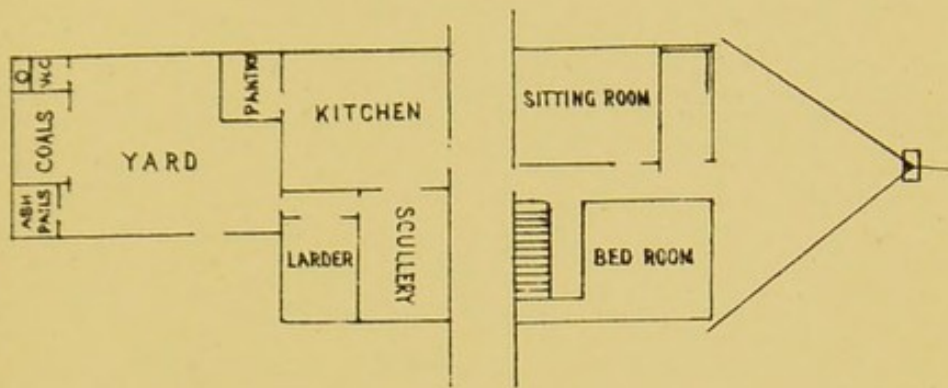 W.C
COALS
ASH
PAILS
YARD
PANTRY
KITCHEN
LARDER
SCULLERY
SITTING ROOM
BED ROOM